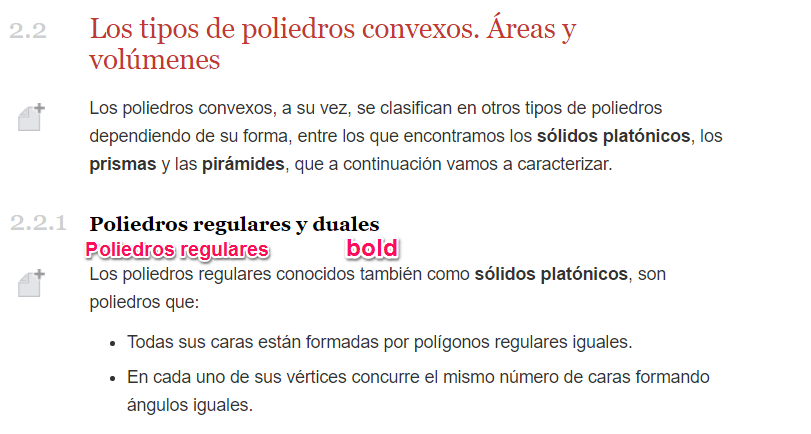 2.2 Los tipos de poliedros convexos. Áreas y
volúmenes
Los poliedros convexos, a su vez, se clasifican en otros tipos de poliedros
dependiendo de su forma, entre los que encontramos los sólidos platónicos, los
prismas y las pirámides, que a continuación vamos a caracterizar.
2.2.1 Poliedros regulares y duales
Poliedros regulares bold
Los poliedros regulares conocidos también como sólidos platónicos, son
poliedros que:
• Todas sus caras están formadas por polígonos regulares iguales.
• En cada uno de sus vértices concurre el mismo número de caras formando
ángulos iguales.